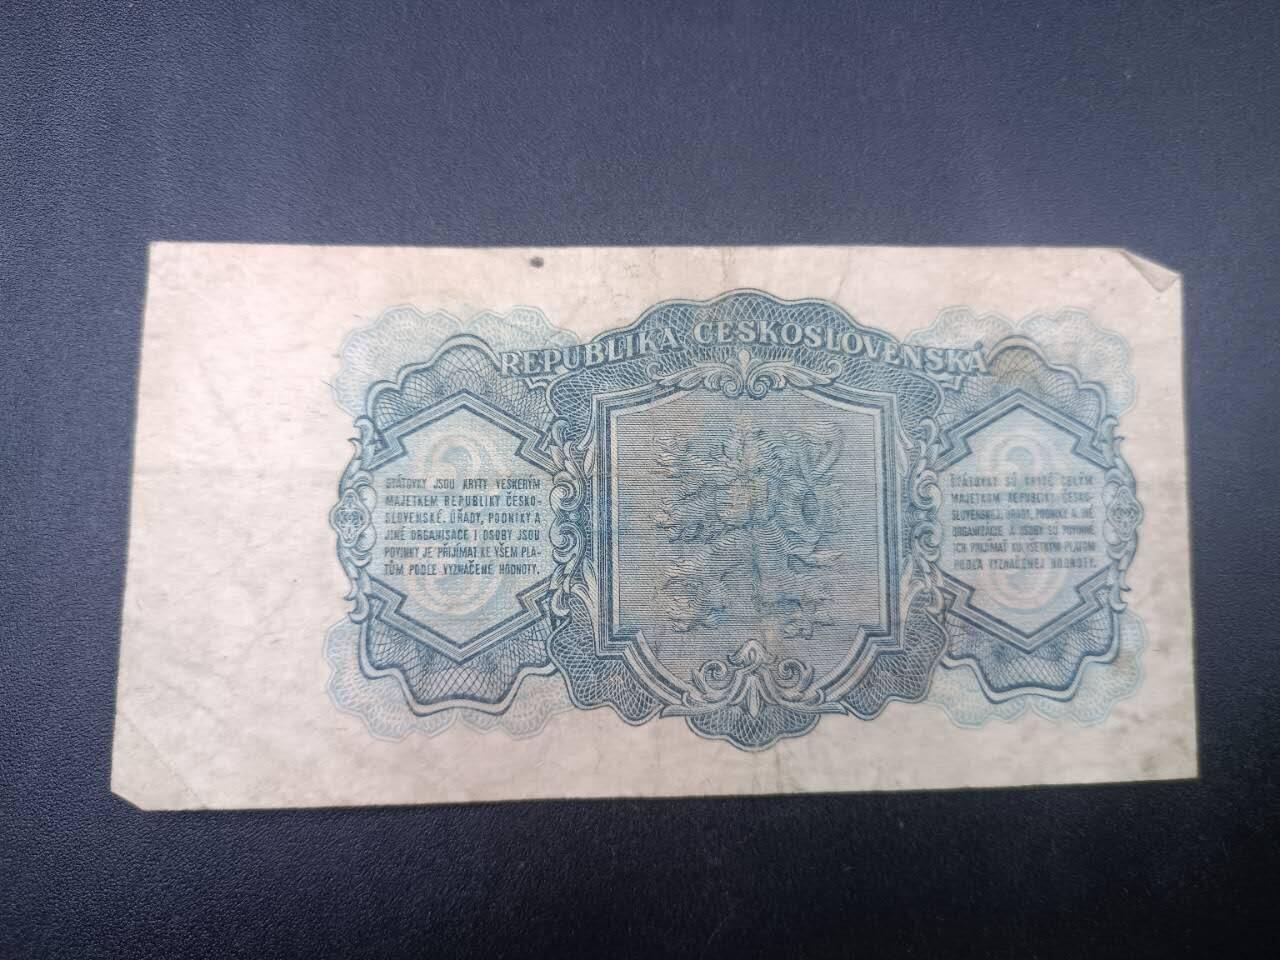 REPUBLIKA ČESKOSLOVENSKÁ
STÁTOVKY JSOU KRYTY VEŠKERÝM
MAJETKEM REPUBLIKY ČESKO-
SLOVENSKÉ. ÚŘADY, PODNIKY A
JINÉ ORGANISACE I OSOBY JSOU
POVINNY JE PŘIJÍMAT KE VŠEM PLA-
TŮM PODLE VYZNAČENÉ HODNOTY.
3
ŠTÁTOVKY SÚ KRYTÉ CELÝM
MAJETKOM REPUBLIKY ČESKO-
SLOVENSKEJ. ÚRADY, PODNIKY A INÉ
ORGANIZÁCIE A OSOBY SÚ POVINNÉ
ICH PRIJÍMAŤ KU VŠETKÝM PLATOM
PODĽA VYZNAČENEJ HODNOTY.
3